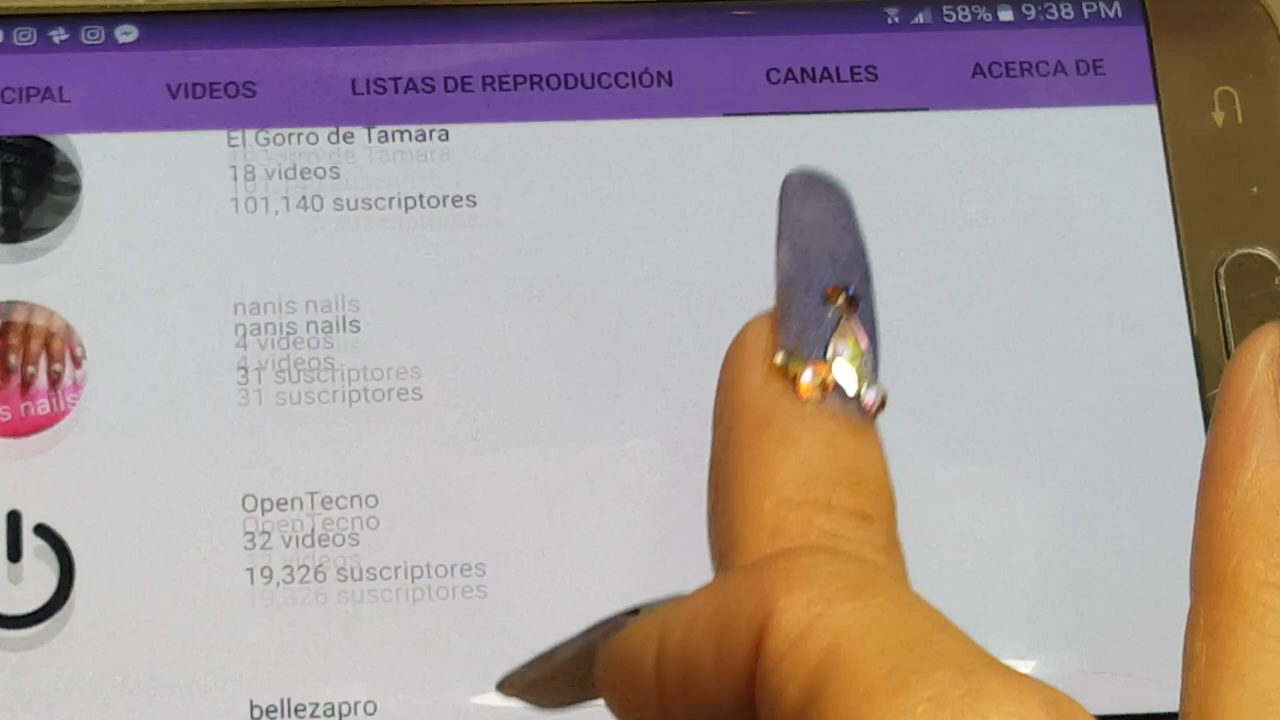 58% 9:38 PM
CIPAL VIDEOS LISTAS DE REPRODUCCIÓN CANALES ACERCA DE
El Gorro de Tamara
18 videos
101,140 suscriptores
nanis nails
4 videos
31 suscriptores
s nails
OpenTecno
32 videos
19,326 suscriptores
bellezapro